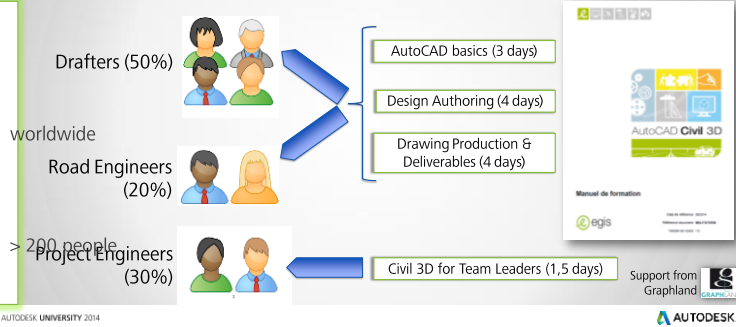 Drafters (50%)
worldwide
Road Engineers
(20%)
> 200 people
Project Engineers
(30%)
AutoCAD basics (3 days)
Design Authoring (4 days)
Drawing Production &
Deliverables (4 days)
Civil 3D for Team Leaders (1,5 days)
egis
AutoCAD Civil 3D
Manuel de formation
egis
Support from
Graphland
GRAPHLAN
AUTODESK UNIVERSITY 2014
AUTODESK